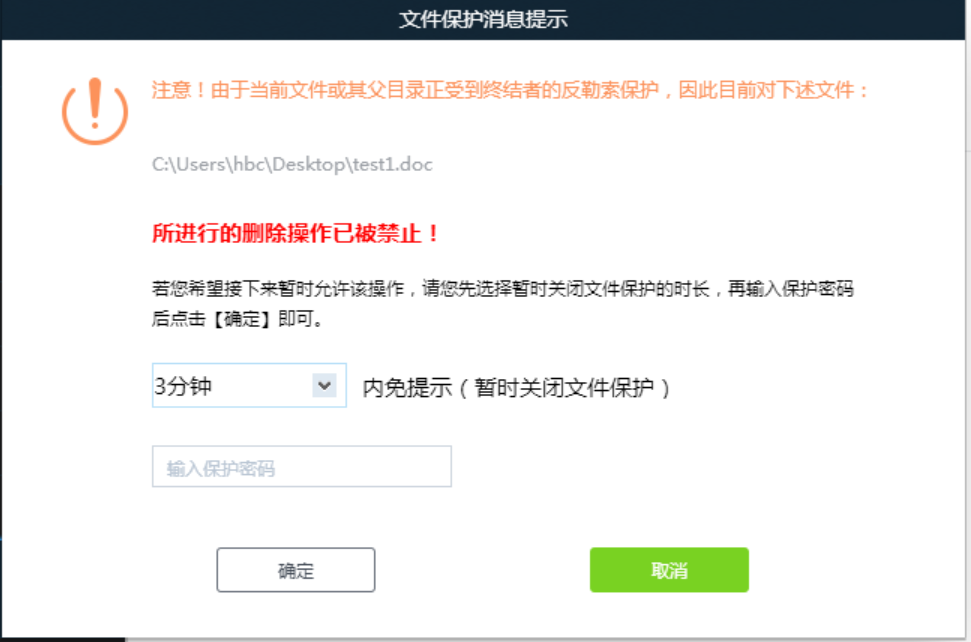 文件保护消息提示
注意！由于当前文件或其父目录正受到终结者的反勒索保护，因此目前对下述文件：
C:\Users\hbc\Desktop\test1.doc
所进行的删除操作已被禁止！
若您希望接下来暂时允许该操作，请您先选择暂时关闭文件保护的时长，再输入保护密码
后点击【确定】即可。
3分钟 内免提示（暂时关闭文件保护）
输入保护密码
确定 取消